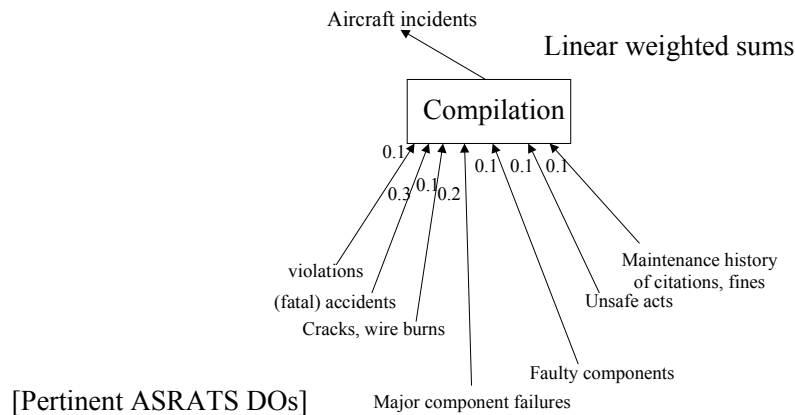 Aircraft incidents
Linear weighted sums
Compilation
0.1
0.3
0.1
0.2
0.1
0.1
0.1
violations
(fatal) accidents
Cracks, wire burns
Maintenance history
of citations, fines
Unsafe acts
Faulty components
Major component failures
[Pertinent ASRATS DOs]